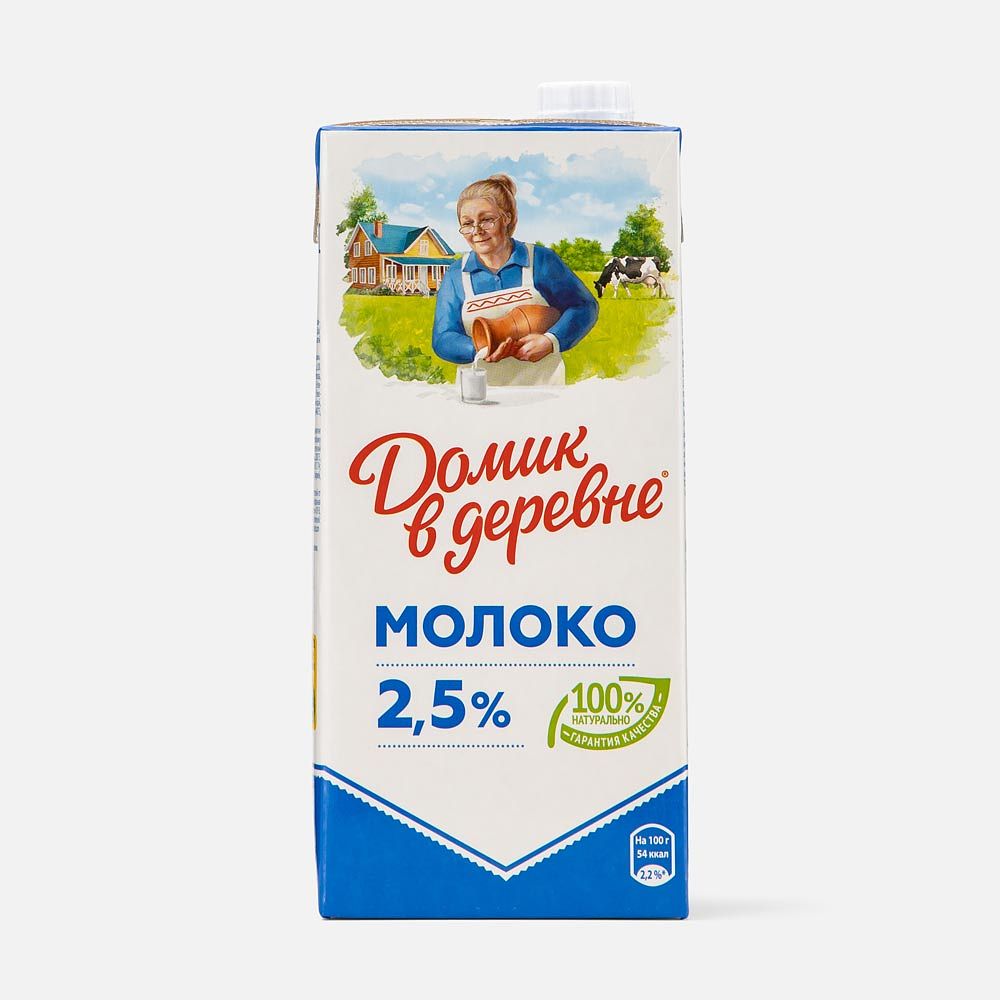 Домик
в деревне®
МОЛОКО
2,5%
100%
НАТУРАЛЬНО
ГАРАНТИЯ КАЧЕСТВА
На 100 г
54 ккал
2,2%*